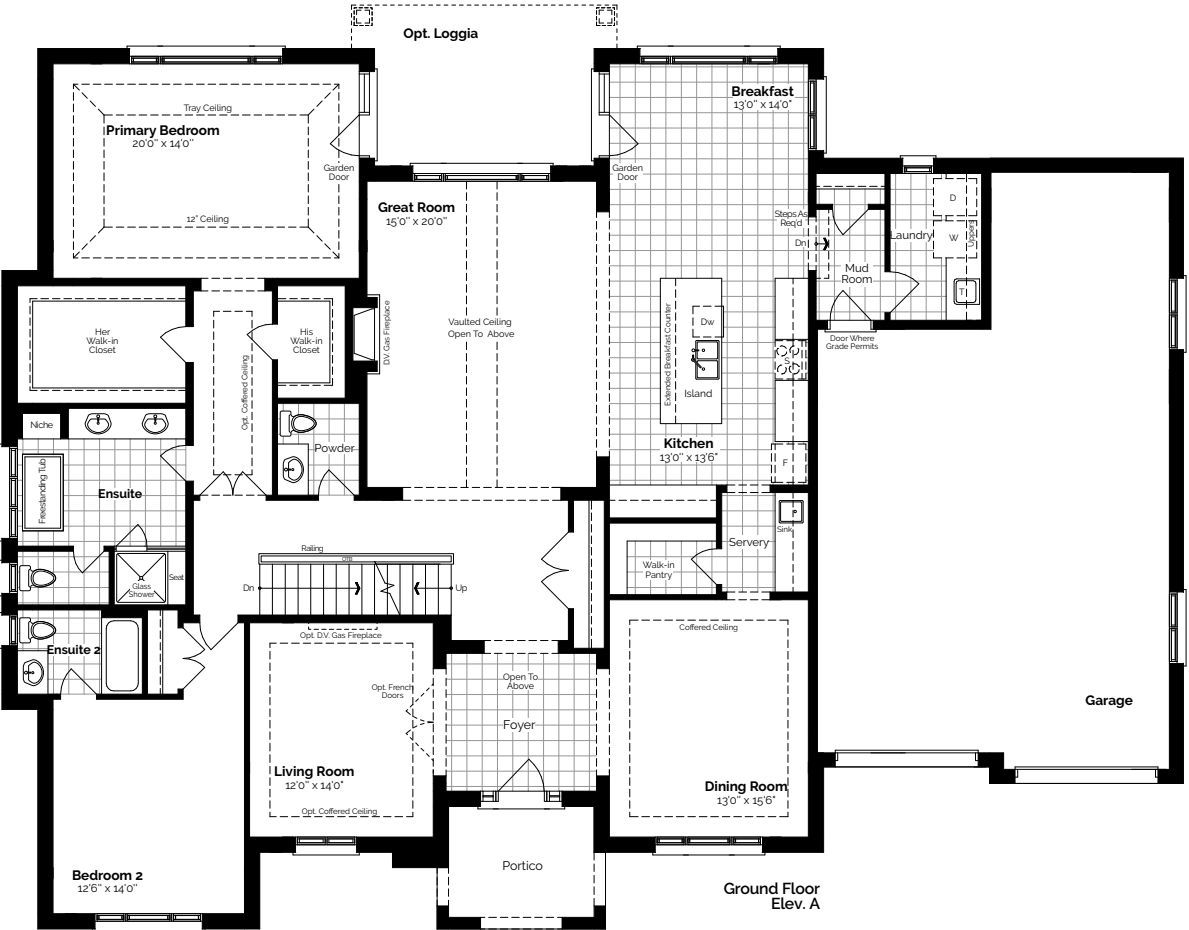 Opt. Loggia
Tray Ceiling
Primary Bedroom
20'0'' x 14'0''
12" Ceiling
Garden
Door
Great Room
15'0'' x 20'0''
Vaulted Ceiling
Open To Above
D.V. Gas Fireplace
Garden
Door
Breakfast
13'0" x 14'0"
Steps As
Req'd
Dn
Mud
Room
Laundry
D
W
Uppers
T
Door Where
Grade Permits
Her
Walk-in
Closet
Opt. Coffered Ceiling
His
Walk-in
Closet
Extended Breakfast Counter
Dw
Island
S
Kitchen
13'0" x 13'6"
F
Niche
Freestanding Tub
Ensuite
Powder
Glass
Shower
Seat
Railing
OTB
Dn
Up
Walk-in
Pantry
Servery
Sink
Ensuite 2
Opt. D.V. Gas Fireplace
Opt. French
Doors
Open To
Above
Foyer
Coffered Ceiling
Living Room
12'0'' x 14'0"
Opt. Coffered Ceiling
Dining Room
13'0'' x 15'6"
Garage
Bedroom 2
12'6" x 14'0''
Portico
Ground Floor
Elev. A